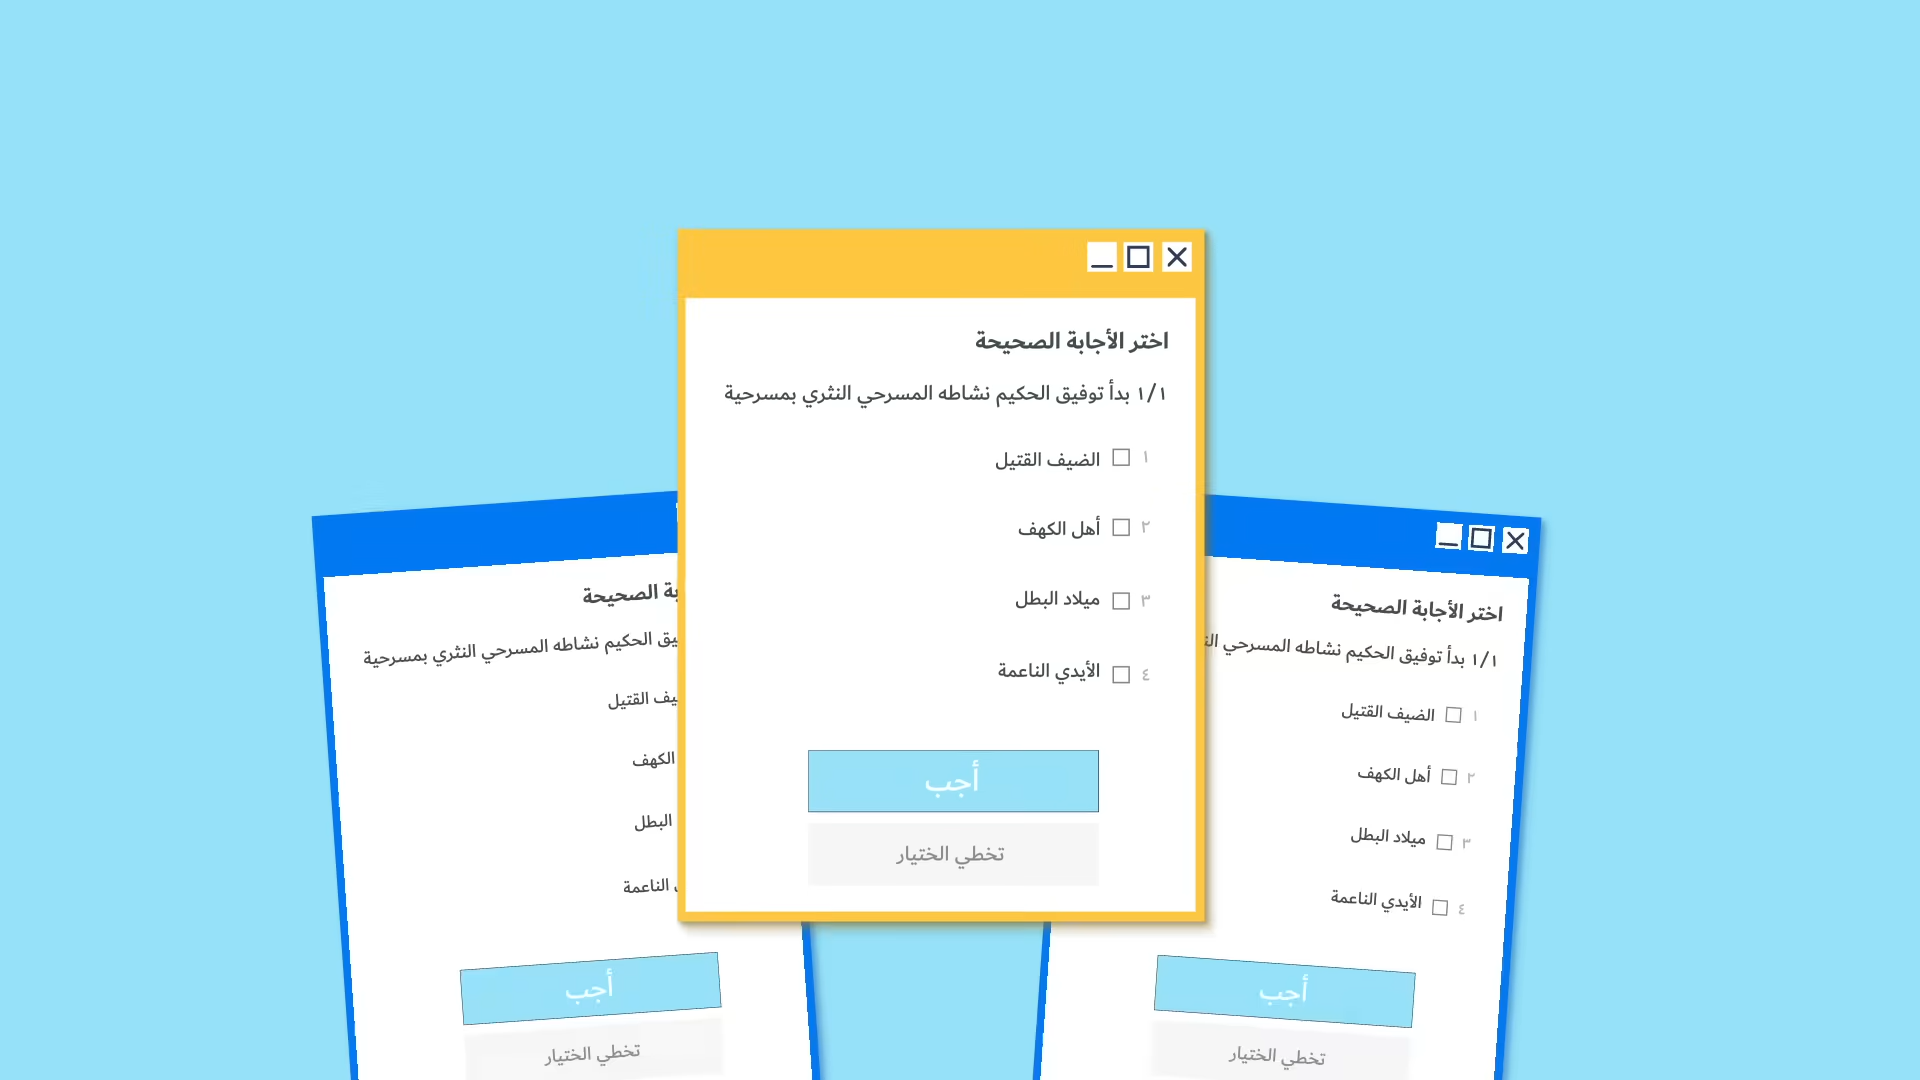 اختر الأجابة الصحيحة
١/١ بدأ توفيق الحكيم نشاطه المسرحي النثري بمسرحية
١ الضيف القتيل
٢ أهل الكهف
٣ ميلاد البطل
٤ الأيدي الناعمة
أجب
تخطي الختيار
اختر الأجابة الصحيحة
١/١ بدأ توفيق الحكيم نشاطه المسرحي
١ الضيف القتيل
٢ أهل الكهف
٣ ميلاد البطل
٤ الأيدي الناعمة
أجب
تخطي الختيار
الصحيحة
الحكيم نشاطه المسرحي النثري بمسرحية
القتيل
الكهف
البطل
الناعمة
أجب
تخطي الختيار